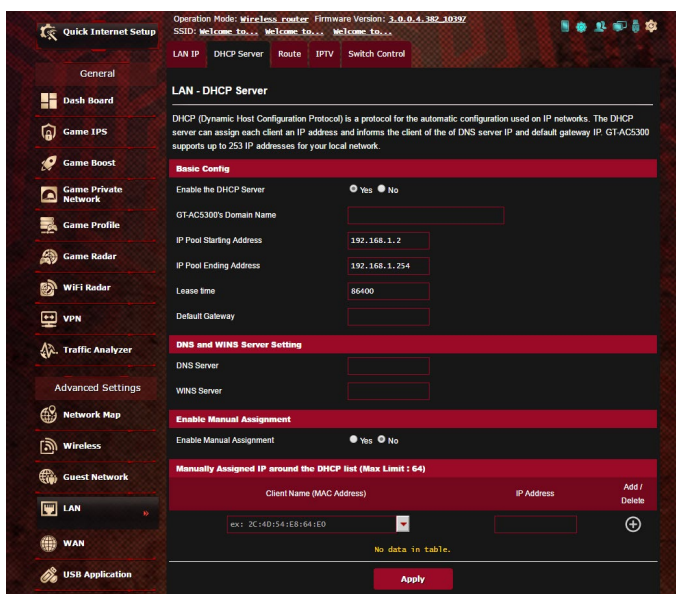 Quick Internet Setup
Operation Mode: Wireless router Firmware Version: 3.0.0.4.382_10397
SSID: Welcome to... Welcome to... Welcome to...
LAN IP DHCP Server Route IPTV Switch Control
General
Dash Board
Game IPS
Game Boost
Game Private
Network
Game Profile
Game Radar
WiFi Radar
VPN
Traffic Analyzer
Advanced Settings
Network Map
Wireless
Guest Network
LAN
WAN
USB Application
LAN - DHCP Server
DHCP (Dynamic Host Configuration Protocol) is a protocol for the automatic configuration used on IP networks. The DHCP
server can assign each client an IP address and informs the client of the of DNS server IP and default gateway IP. GT-AC5300
supports up to 253 IP addresses for your local network.
Basic Config
Enable the DHCP Server Yes No
GT-AC5300's Domain Name
IP Pool Starting Address 192.168.1.2
IP Pool Ending Address 192.168.1.254
Lease time 86400
Default Gateway
DNS and WINS Server Setting
DNS Server
WINS Server
Enable Manual Assignment
Enable Manual Assignment Yes No
Manually Assigned IP around the DHCP list (Max Limit : 64)
Client Name (MAC Address) IP Address Add /
Delete
ex: 2C:4D:54:E8:64:E0
No data in table.
Apply